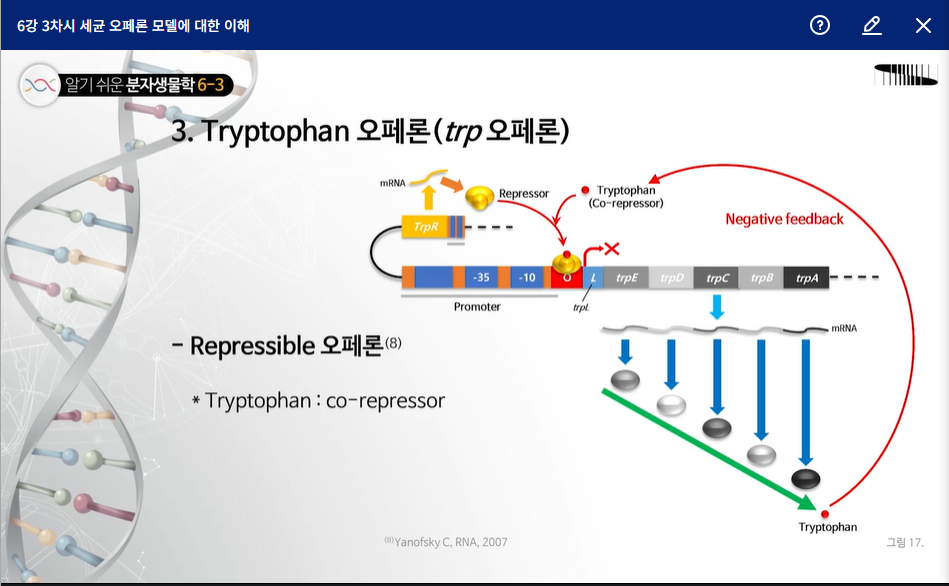 6강 3차시 세균 오페론 모델에 대한 이해
알기 쉬운 분자생물학 6-3
3. Tryptophan 오페론(trp 오페론)
mRNA
Repressor
Tryptophan
(Co-repressor)
Negative feedback
TrpR
-35 -10 O L trpE trpD trpC trpB trpA
Promoter
trpL
mRNA
- Repressible 오페론(8)
* Tryptophan : co-repressor
Tryptophan
(8)Yanofsky C, RNA, 2007
그림 17.